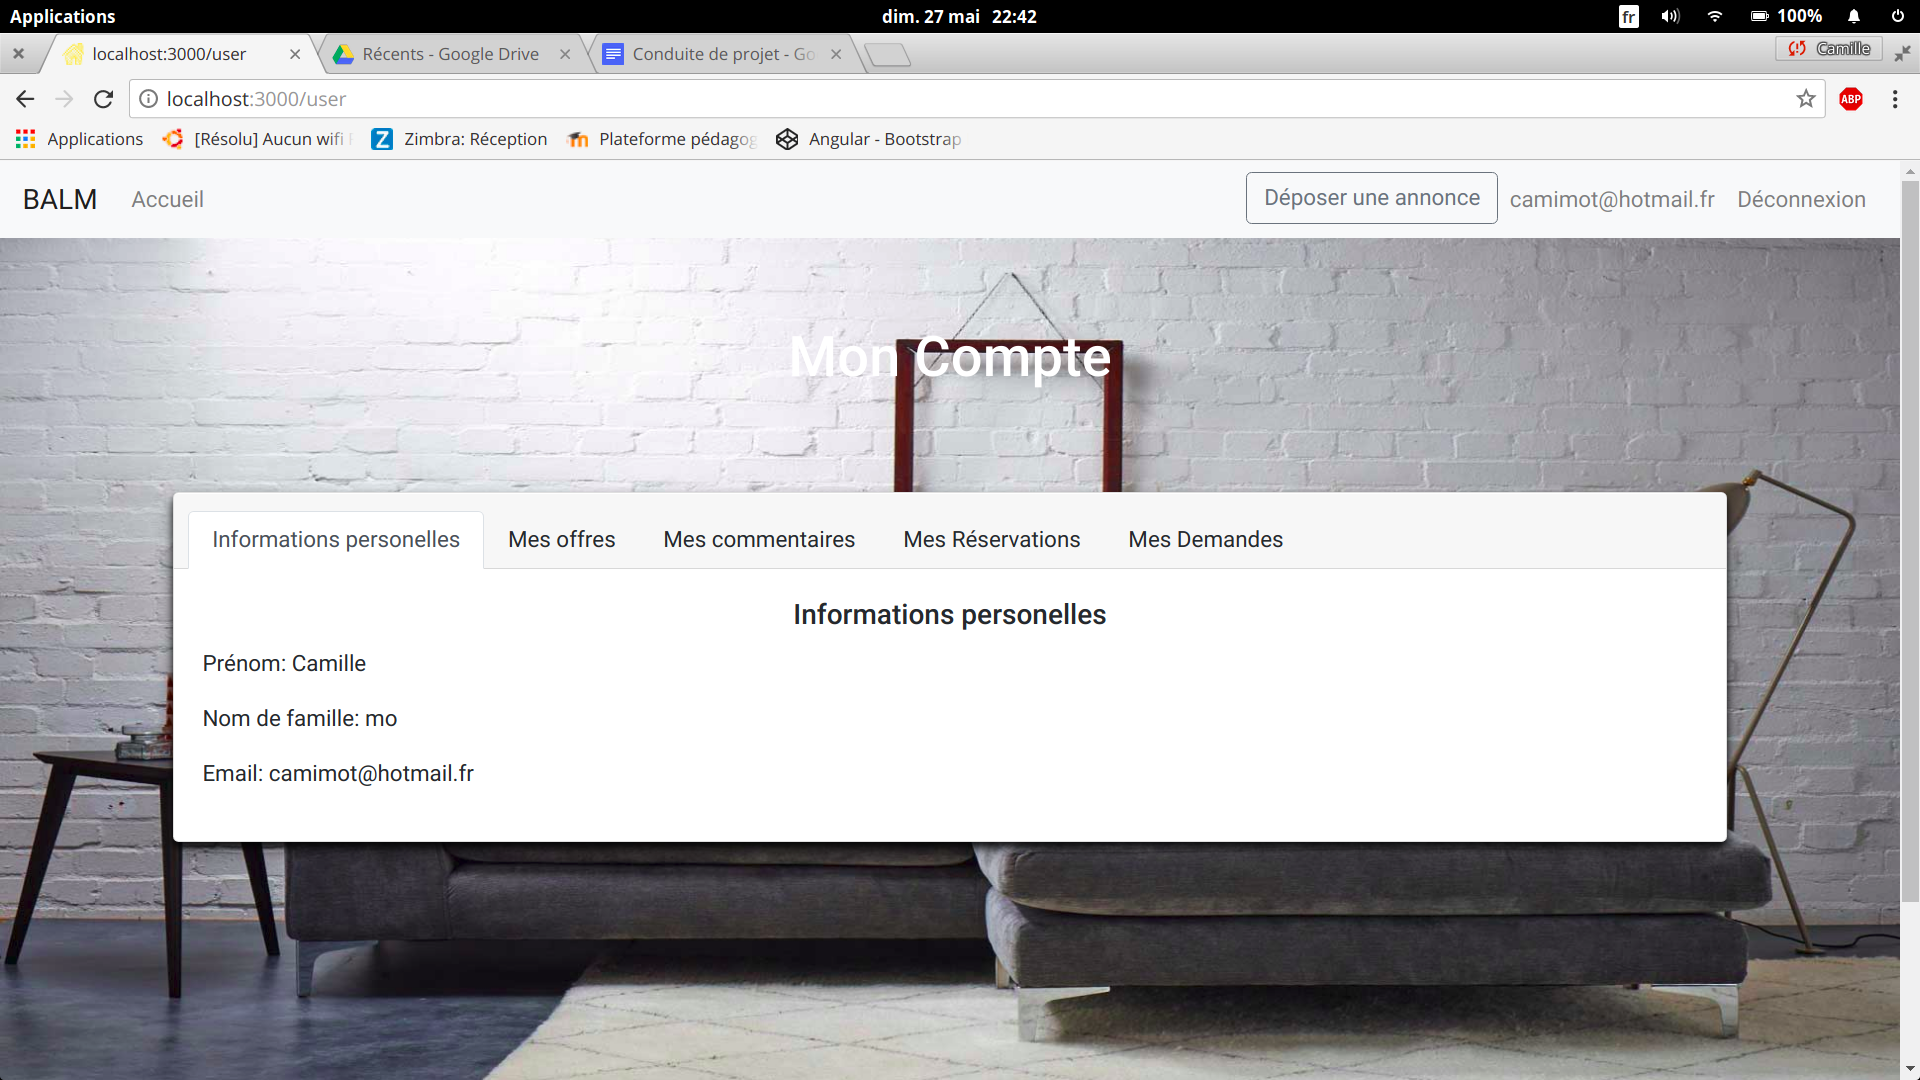 Applications
dim. 27 mai 22:42
fr
100%
localhost:3000/user
Récents - Google Drive
Conduite de projet - Go
Camille
localhost:3000/user
ABP
Applications
[Résolu] Aucun wifi
Zimbra: Réception
Plateforme pédagog
Angular - Bootstrap
BALM
Accueil
Déposer une annonce
camimot@hotmail.fr
Déconnexion
Mon Compte
Informations personelles
Mes offres
Mes commentaires
Mes Réservations
Mes Demandes
Informations personelles
Prénom: Camille
Nom de famille: mo
Email: camimot@hotmail.fr